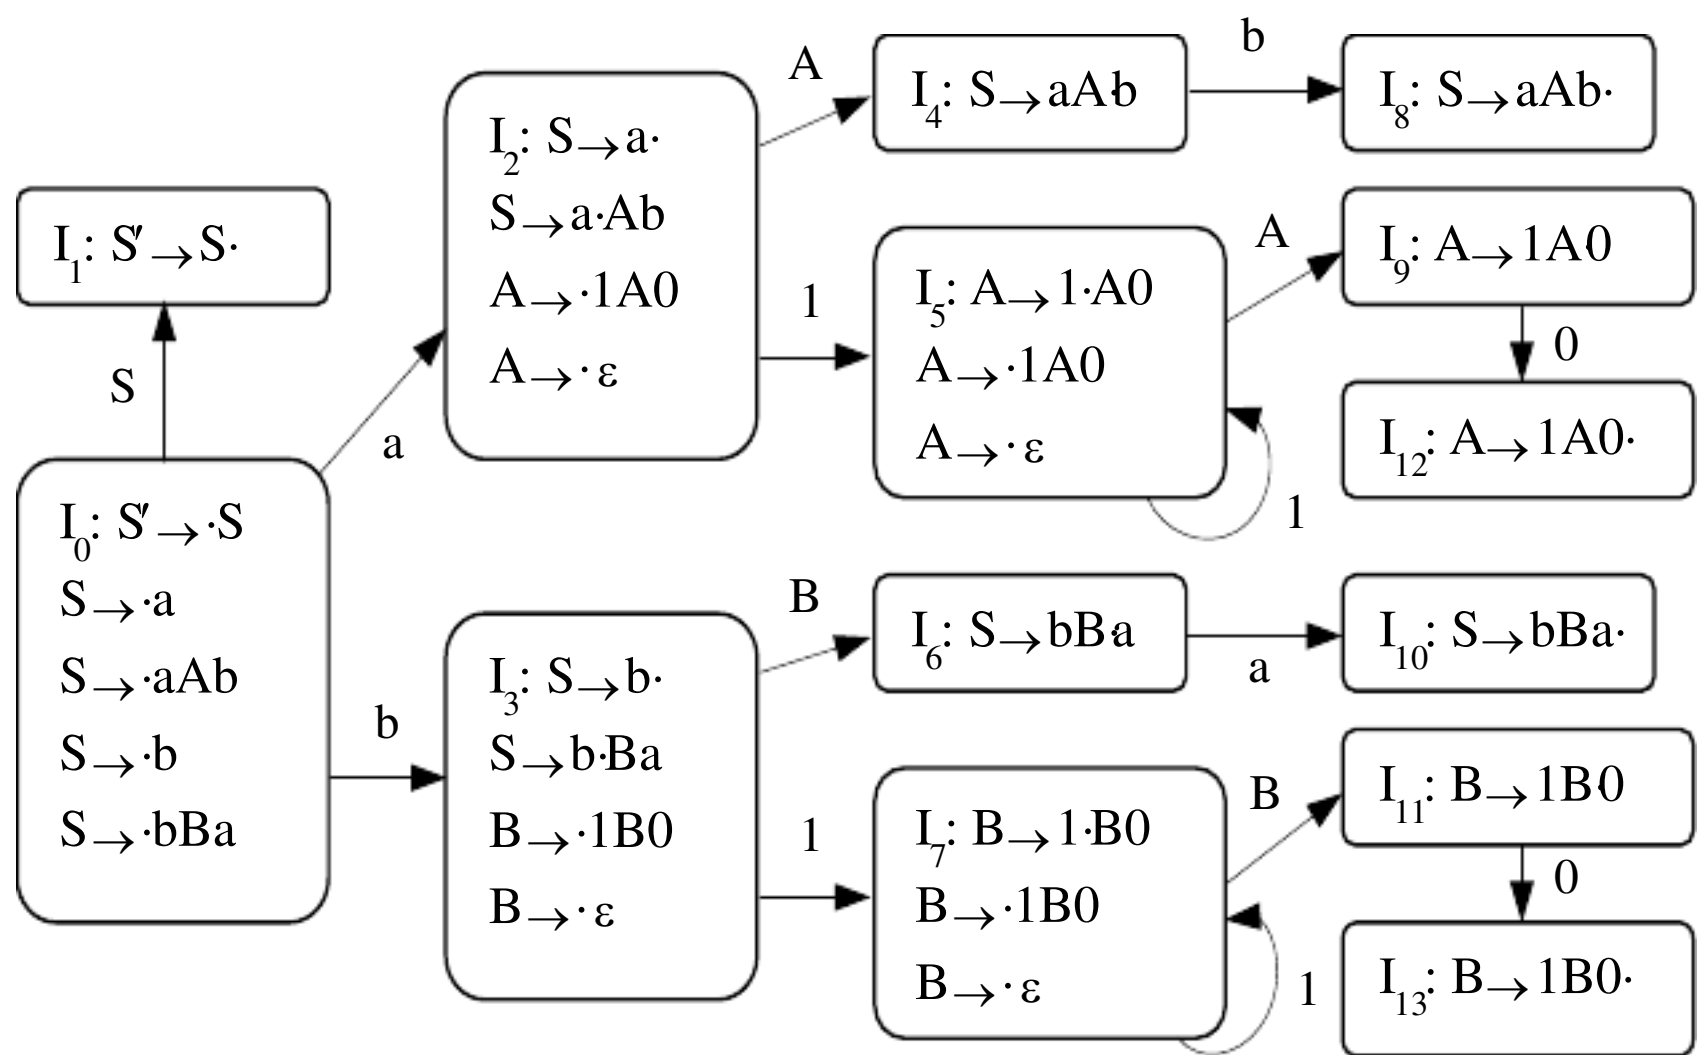 A
b
I4: S→aA·b
I8: S→aAb·
I2: S→a·
S→a·Ab
A→·1A0
A→·ε
I1: S′→S·
A
I9: A→1A·0
1
I5: A→1·A0
A→·1A0
A→·ε
0
S
a
I12: A→1A0·
1
I0: S′→·S
S→·a
S→·aAb
S→·b
S→·bBa
B
I6: S→bB·a
a
I10: S→bBa·
b
I3: S→b·
S→b·Ba
B→·1B0
B→·ε
B
I11: B→1B·0
1
I7: B→1·B0
B→·1B0
B→·ε
0
1
I13: B→1B0·